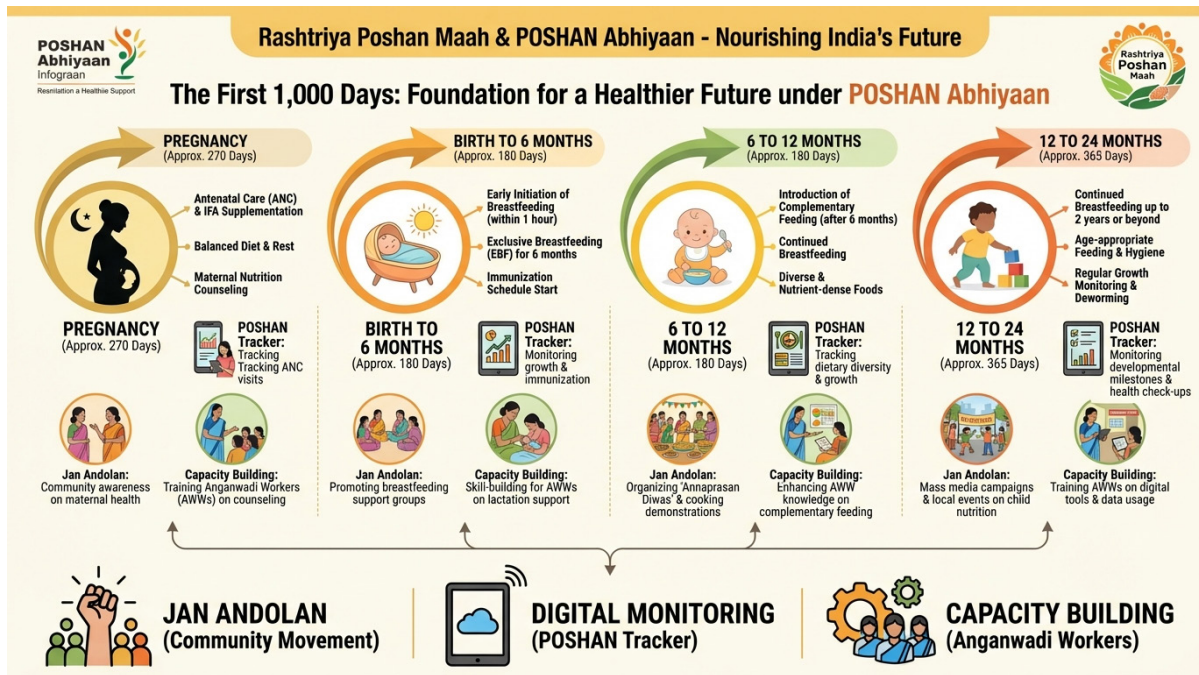 POSHAN
Abhiyaan
Infograan
Resnitation a Healthiie Support
Rashtriya Poshan Maah & POSHAN Abhiyaan - Nourishing India's Future
Rashtriya
Poshan
Maah
The First 1,000 Days: Foundation for a Healthier Future under POSHAN Abhiyaan
PREGNANCY
(Approx. 270 Days)
Antenatal Care (ANC)
& IFA Supplementation
Balanced Diet & Rest
Maternal Nutrition
Counseling
PREGNANCY
(Approx. 270 Days)
POSHAN
Tracker:
Tracking ANC
visits
Jan Andolan:
Community awareness
on maternal health
Capacity Building:
Training Anganwadi Workers
(AWWs) on counseling
BIRTH TO 6 MONTHS
(Approx. 180 Days)
Early Initiation of
Breastfeeding
(within 1 hour)
Exclusive Breastfeeding
(EBF) for 6 months
Immunization
Schedule Start
BIRTH TO
6 MONTHS
(Approx. 180 Days)
POSHAN
Tracker:
Monitoring
growth &
immunization
Jan Andolan:
Promoting breastfeeding
support groups
Capacity Building:
Skill-building for AWWs
on lactation support
6 TO 12 MONTHS
(Approx. 180 Days)
Introduction of
Complementary
Feeding (after 6 months)
Continued
Breastfeeding
Diverse &
Nutrient-dense Foods
6 TO 12
MONTHS
(Approx. 180 Days)
POSHAN
Tracker:
Tracking
dietary diversity
& growth
Jan Andolan:
Organizing 'Annaprasan
Diwas' & cooking
demonstrations
Capacity Building:
Enhancing AWW
knowledge on
complementary feeding
12 TO 24 MONTHS
(Approx. 365 Days)
Continued
Breastfeeding up to
2 years or beyond
Age-appropriate
Feeding & Hygiene
Regular Growth
Monitoring &
Deworming
12 TO 24
MONTHS
(Approx. 365 Days)
POSHAN
Tracker:
Monitoring
developmental
milestones &
health check-ups
Jan Andolan:
Mass media campaigns
& local events on child
nutrition
Capacity Building:
Training AWWs on digital
tools & data usage
JAN ANDOLAN
(Community Movement)
DIGITAL MONITORING
(POSHAN Tracker)
CAPACITY BUILDING
(Anganwadi Workers)